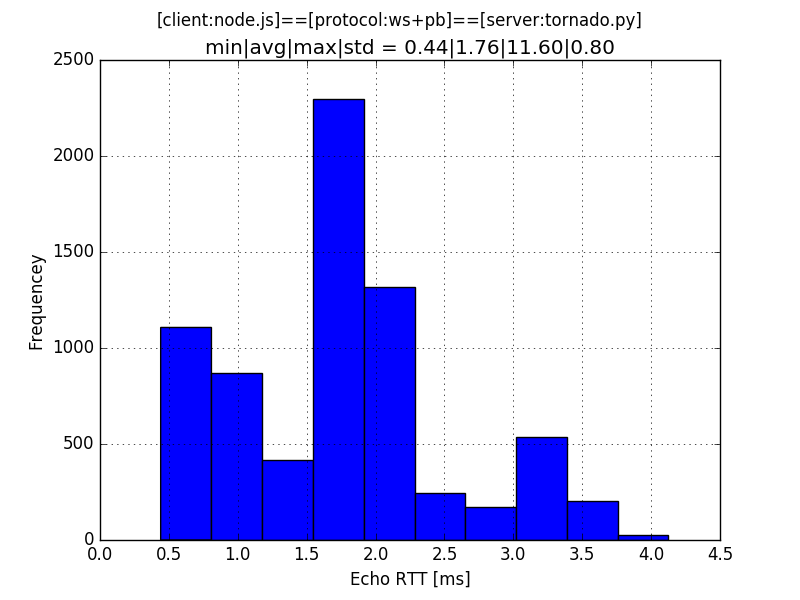 [client:node.js]==[protocol:ws+pb]==[server:tornado.py]
min|avg|max|std = 0.44|1.76|11.60|0.80
2500
2000
1500
1000
500
0
Frequencey
0.0 0.5 1.0 1.5 2.0 2.5 3.0 3.5 4.0 4.5
Echo RTT [ms]